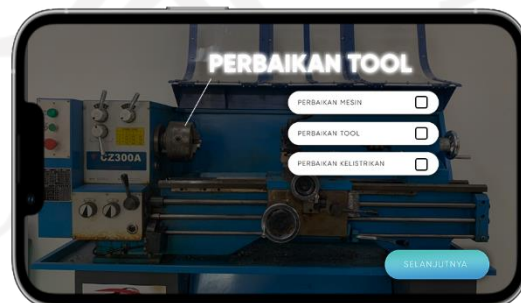 PERBAIKAN TOOL
PERBAIKAN MESIN
PERBAIKAN TOOL
PERBAIKAN KELISTRIKAN
CZ300A
SELANJUTNYA